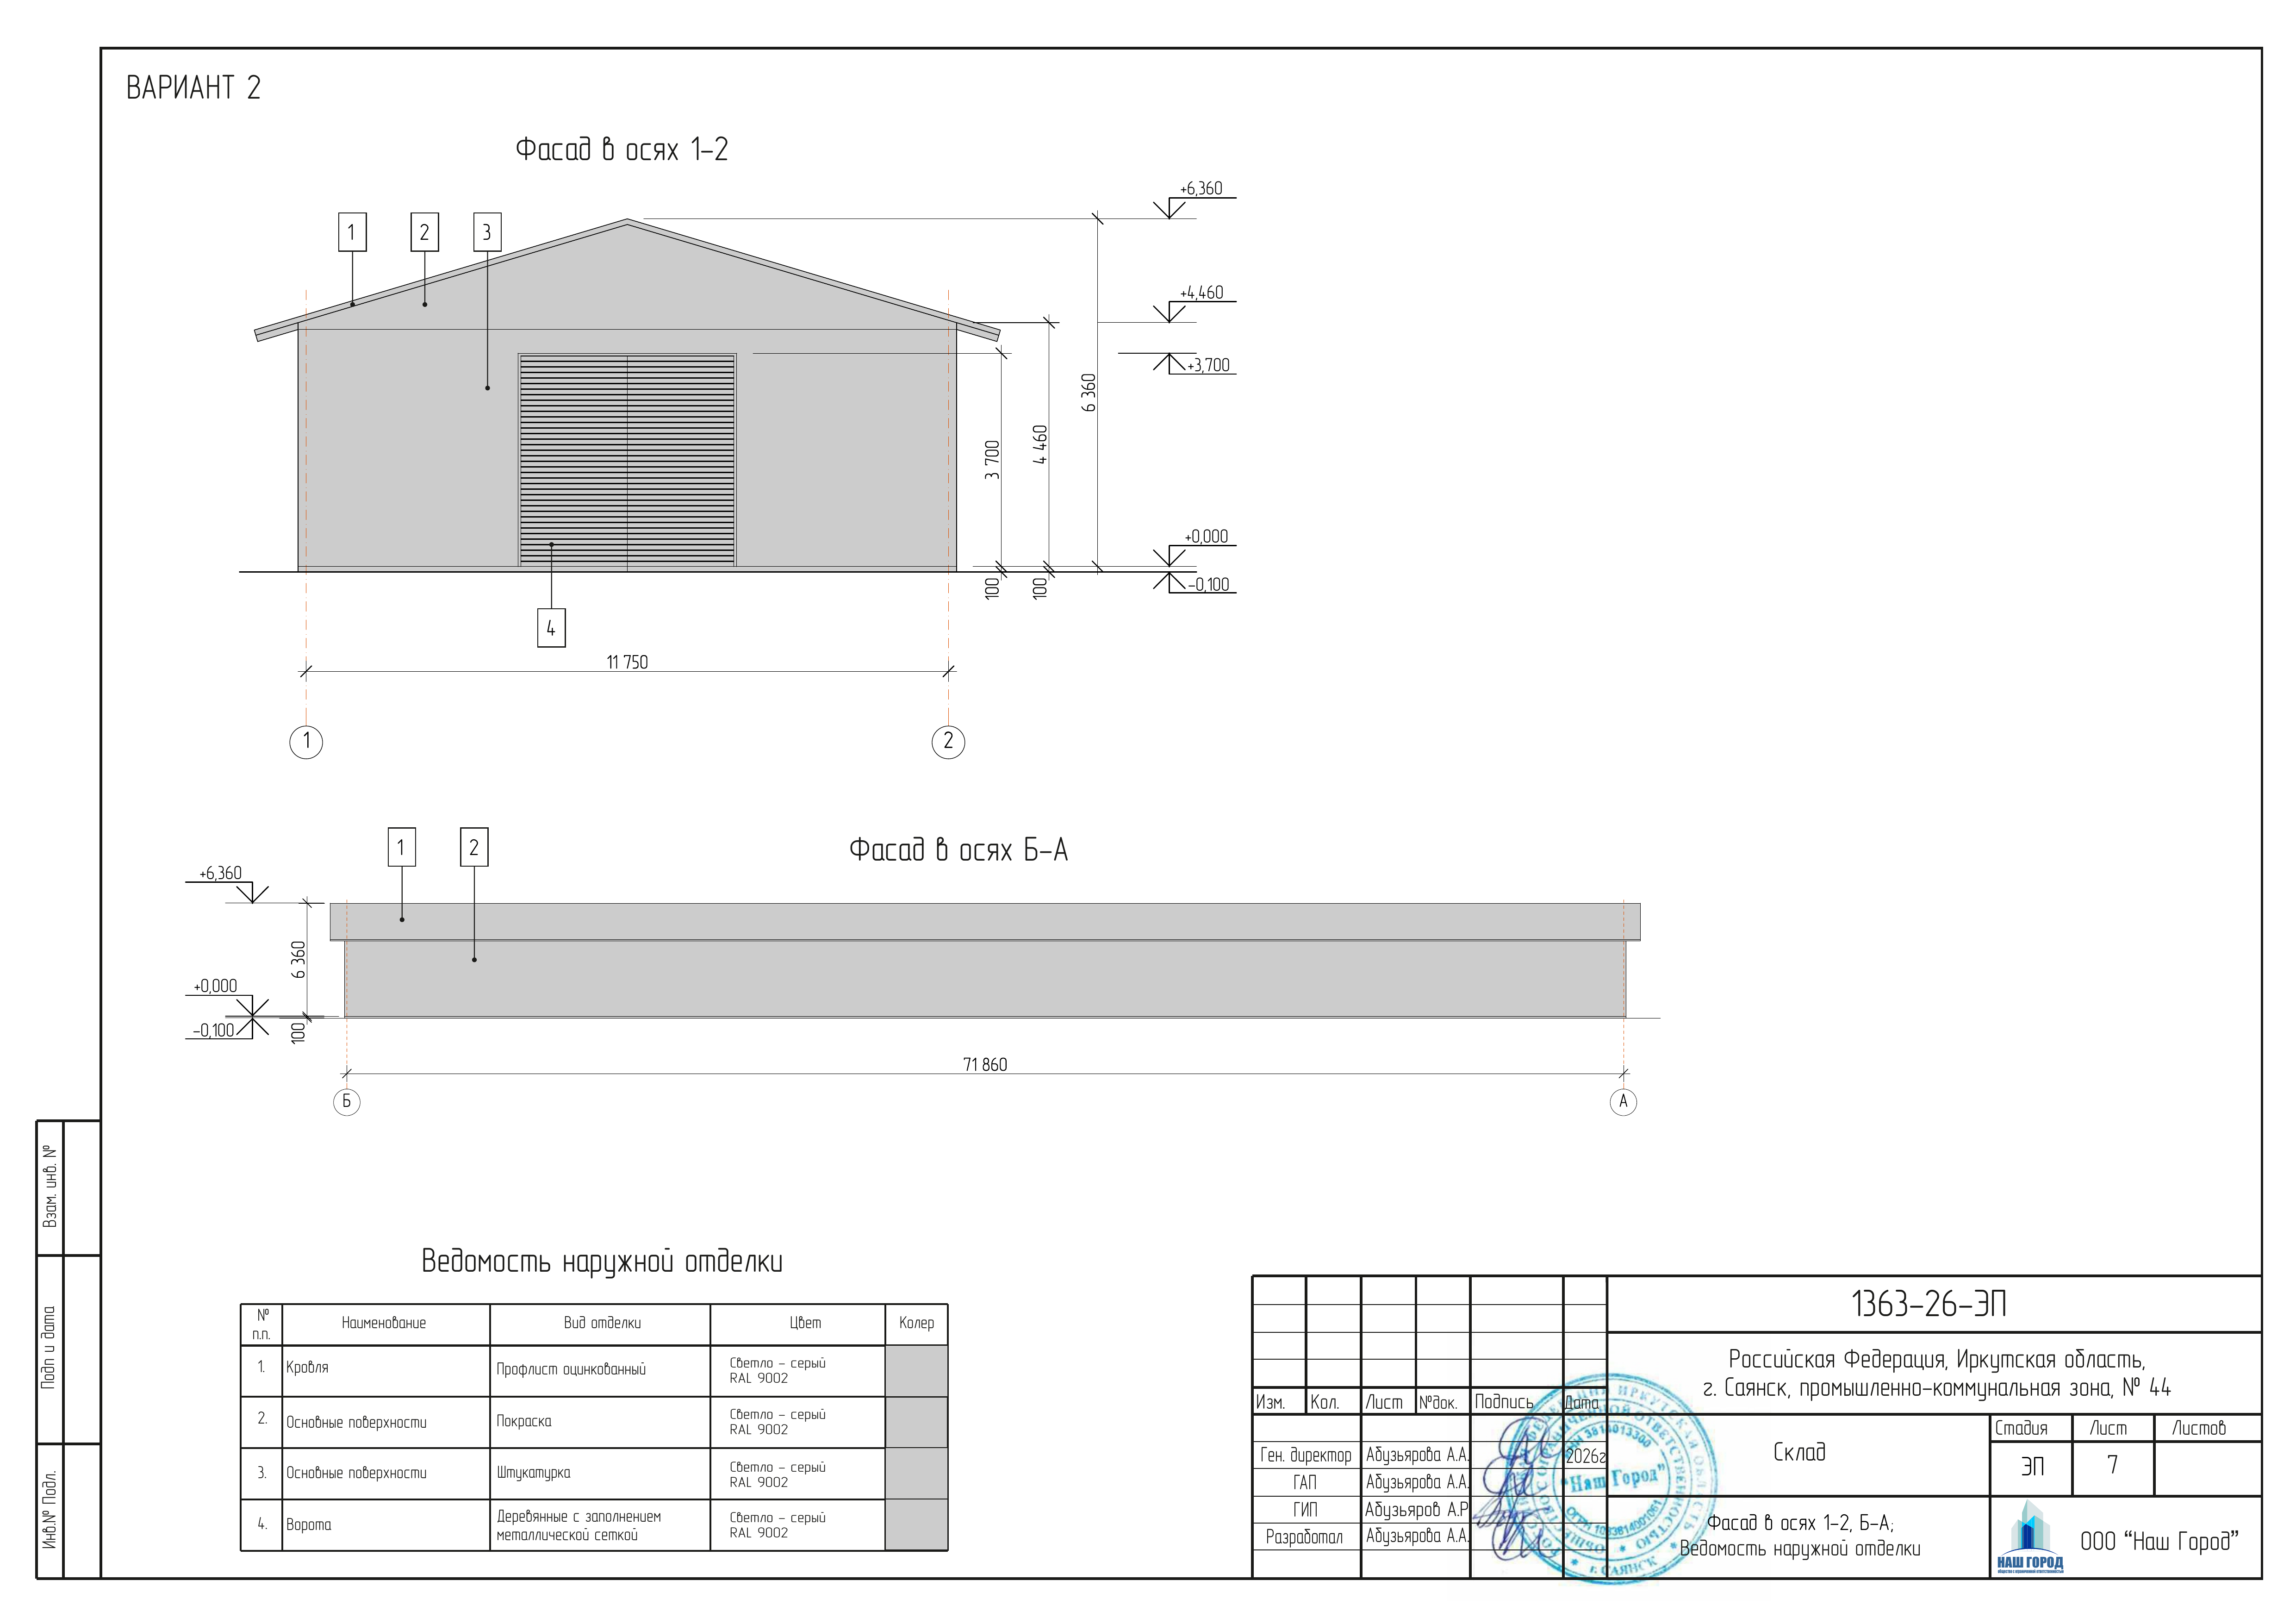 ВАРИАНТ 2
Фасад в осях 1-2
1
2
3
+6,360
+4,460
+3,700
6 360
4 460
3 700
+0,000
-0,100
100
100
4
11 750
1
2
Фасад в осях Б-А
1
2
+6,360
6 360
+0,000
-0,100
100
71 860
Б
А
Взам. инв. №
Подп и дата
Инв.№ Подл.
Ведомость наружной отделки
№ п.п.
Наименование
Вид отделки
Цвет
Колер
1.
Кровля
Профлист оцинкованный
Светло - серый
RAL 9002
2.
Основные поверхности
Покраска
Светло - серый
RAL 9002
3.
Основные поверхности
Штукатурка
Светло - серый
RAL 9002
4.
Ворота
Деревянные с заполнением
металлической сеткой
Светло - серый
RAL 9002
1363-26-ЭП
Российская Федерация, Иркутская область,
г. Саянск, промышленно-коммунальная зона, № 44
Изм. Кол. Лист №док. Подпись Дата
Ген. директор Абузьярова А.А. 2026г
ГАП Абузьярова А.А.
ГИП Абузьяров А.Р
Разработал Абузьярова А.А.
Склад
Стадия Лист Листов
ЭП 7
Фасад в осях 1-2, Б-А;
Ведомость наружной отделки
НАШ ГОРОД
ООО “Наш Город”
"Наш Город"
г. САЯНСК